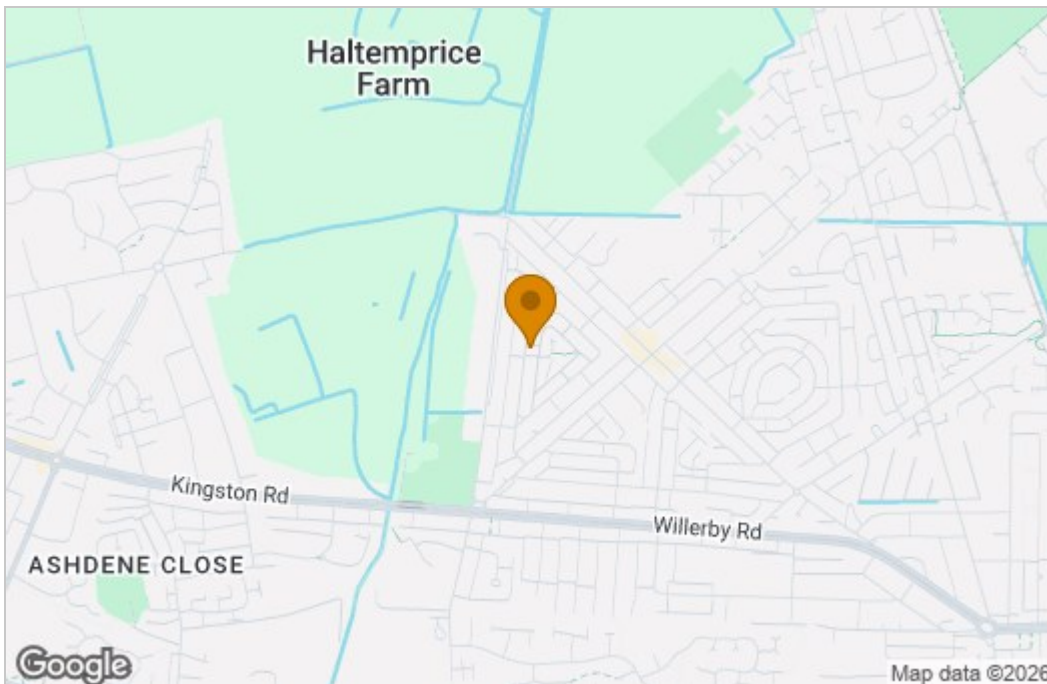 Haltemprice
Farm
Kingston Rd
Willerby Rd
ASHDENE CLOSE
Google
Map data ©2026